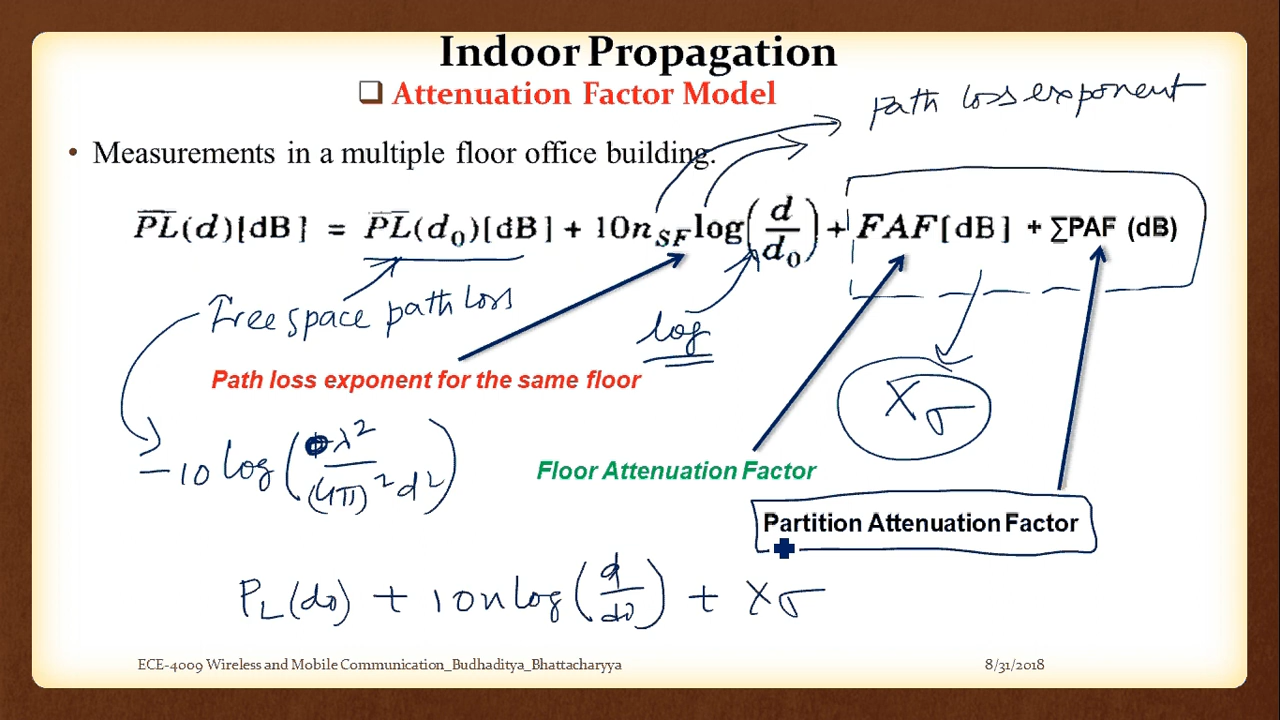 Indoor Propagation
❑ Attenuation Factor Model
path loss exponent
• Measurements in a multiple floor office building.
PL(d)[dB] = PL(d₀)[dB] + 10n_SF log(d/d₀) + FAF[dB] + ∑PAF (dB)
Free space path loss
log
Path loss exponent for the same floor
Xσ
−10 log(λ²/(4π)²d²)
Floor Attenuation Factor
Partition Attenuation Factor
PL(d0) + 10nlog(d/d0) + Xσ
ECE-4009 Wireless and Mobile Communication_Budhaditya_Bhattacharyya
8/31/2018